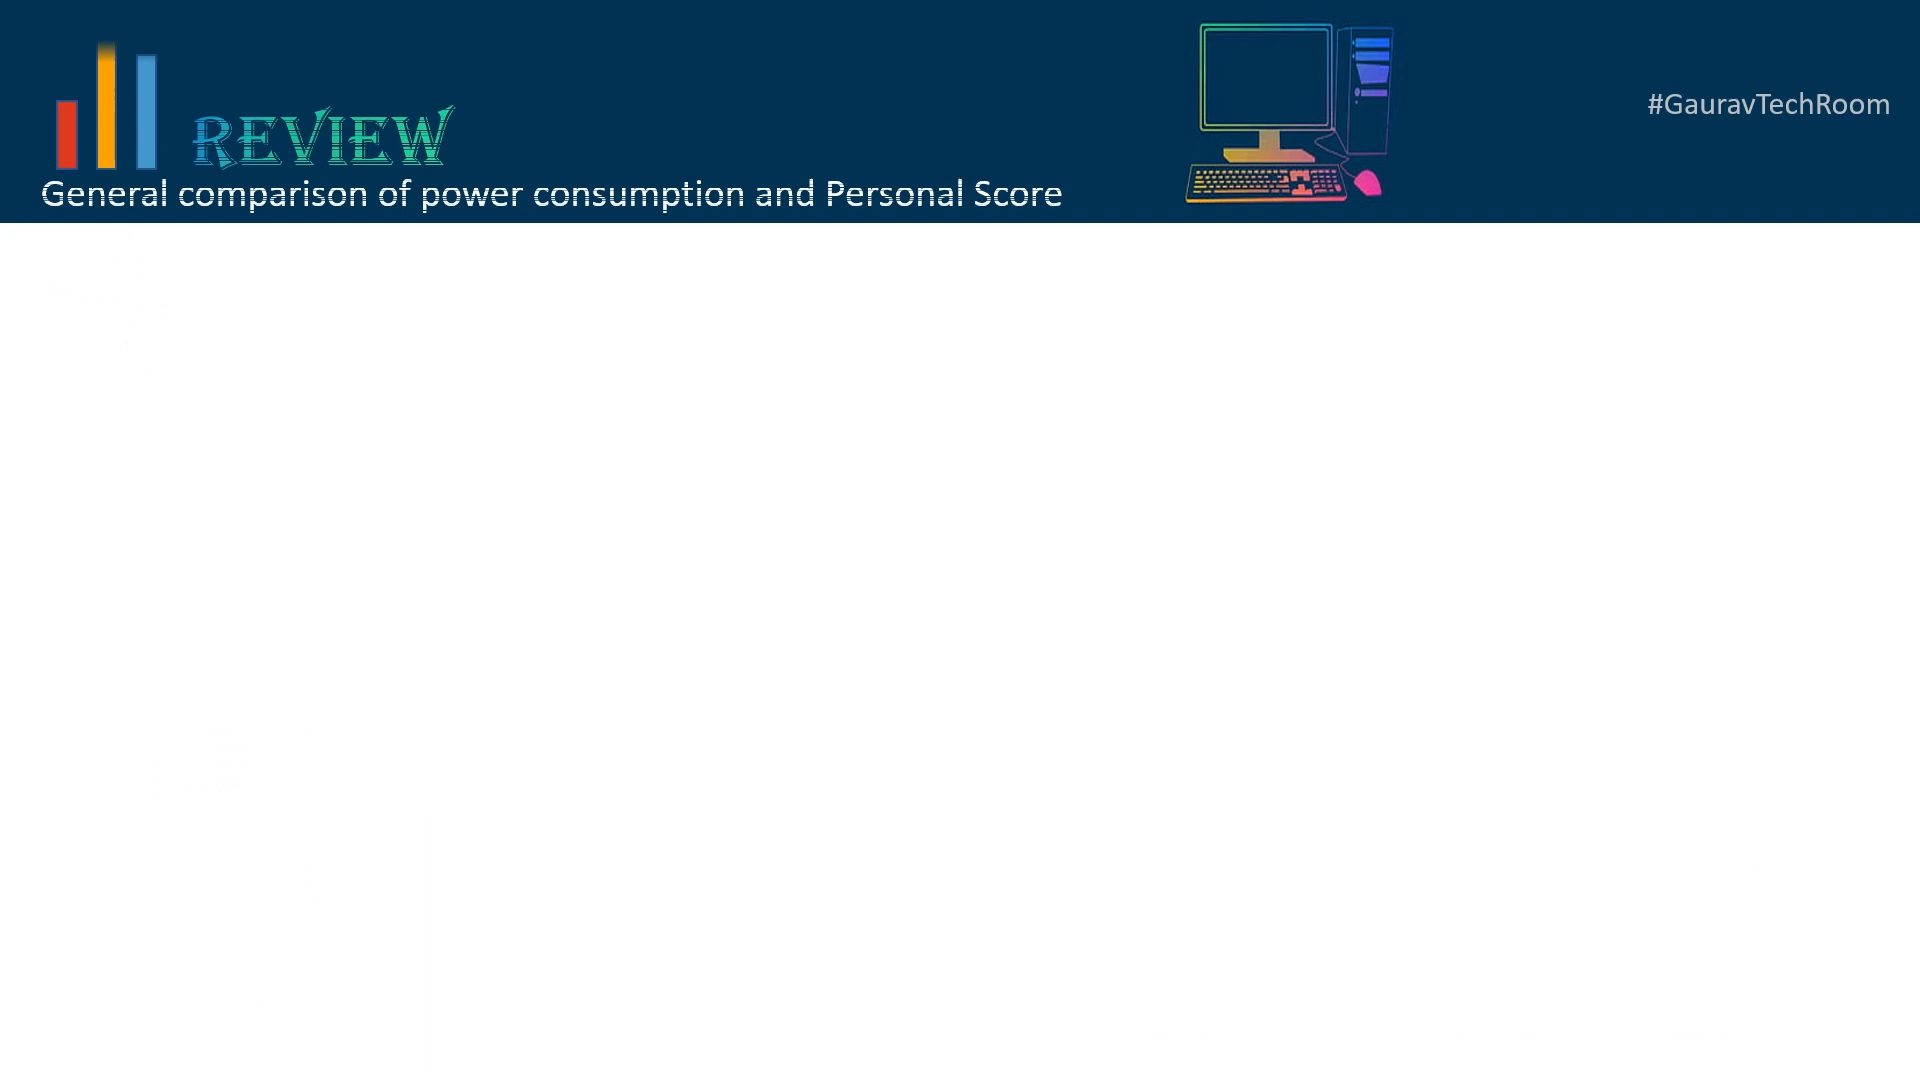 REVIEW
#GauravTechRoom
General comparison of power consumption and Personal Score